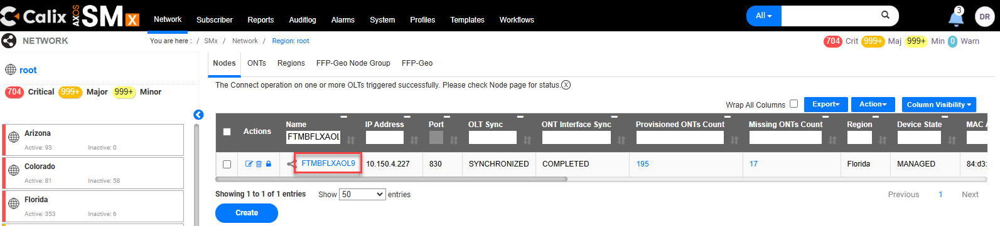 Calix AXOS SMx
Network Subscriber Reports Auditlog Alarms System Profiles Templates Workflows
All
3
DR
NETWORK
You are here : / SMx / Network / Region: root
704 Crit 999+ Maj 999+ Min 0 Warn
root
704 Critical 999+ Major 999+ Minor
Arizona
Active: 93 Inactive: 0
Colorado
Active: 81 Inactive: 58
Florida
Active: 353 Inactive: 6
Nodes ONTs Regions FFP-Geo Node Group FFP-Geo
The Connect operation on one or more OLTs triggered successfully. Please check Node page for status.
Wrap All Columns Export Action Column Visibility
Actions Name IP Address Port OLT Sync ONT Interface Sync Provisioned ONTs Count Missing ONTs Count Region Device State MAC A
FTMBFLXAOL
FTMBFLXAOL9 10.150.4.227 830 SYNCHRONIZED COMPLETED 195 17 Florida MANAGED 84:d3:
Showing 1 to 1 of 1 entries Show 50 entries Previous 1 Next
Create